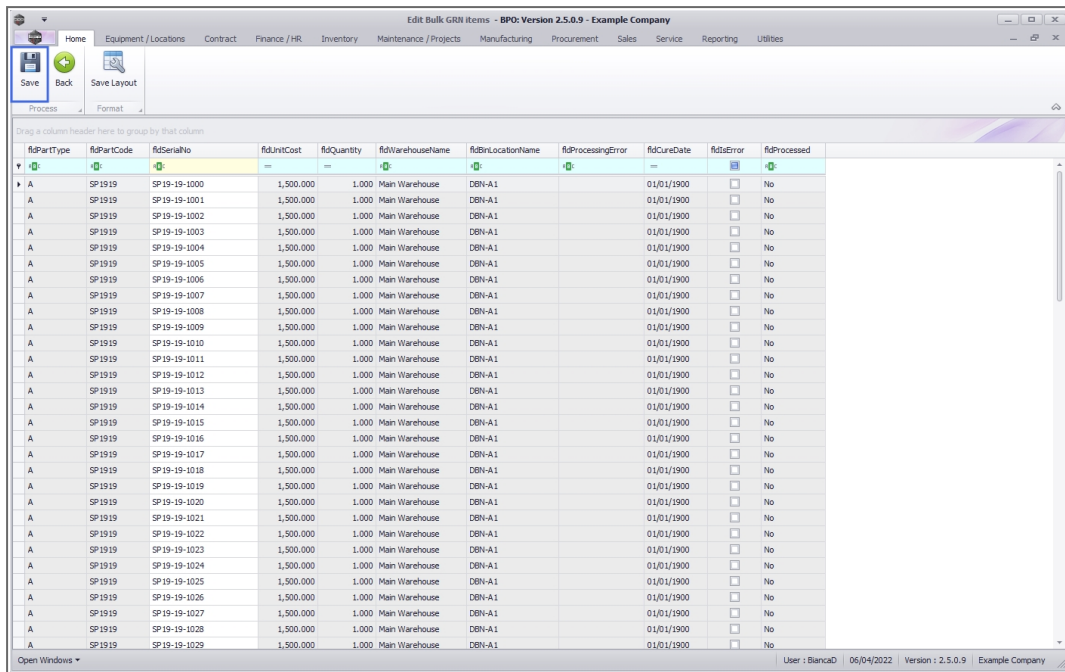 Edit Bulk GRN items - BPO: Version 2.5.0.9 - Example Company
Home Equipment / Locations Contract Finance / HR Inventory Maintenance / Projects Manufacturing Procurement Sales Service Reporting Utilities
Save Back Save Layout
Process Format
Drag a column header here to group by that column
fldPartType fldPartCode fldSerialNo fldUnitCost fldQuantity fldWarehouseName fldBinLocationName fldProcessingError fldCureDate fldIsError fldProcessed
= = =
A SP1919 SP19-19-1000 1,500.000 1.000 Main Warehouse DBN-A1 01/01/1900 No
A SP1919 SP19-19-1001 1,500.000 1.000 Main Warehouse DBN-A1 01/01/1900 No
A SP1919 SP19-19-1002 1,500.000 1.000 Main Warehouse DBN-A1 01/01/1900 No
A SP1919 SP19-19-1003 1,500.000 1.000 Main Warehouse DBN-A1 01/01/1900 No
A SP1919 SP19-19-1004 1,500.000 1.000 Main Warehouse DBN-A1 01/01/1900 No
A SP1919 SP19-19-1005 1,500.000 1.000 Main Warehouse DBN-A1 01/01/1900 No
A SP1919 SP19-19-1006 1,500.000 1.000 Main Warehouse DBN-A1 01/01/1900 No
A SP1919 SP19-19-1007 1,500.000 1.000 Main Warehouse DBN-A1 01/01/1900 No
A SP1919 SP19-19-1008 1,500.000 1.000 Main Warehouse DBN-A1 01/01/1900 No
A SP1919 SP19-19-1009 1,500.000 1.000 Main Warehouse DBN-A1 01/01/1900 No
A SP1919 SP19-19-1010 1,500.000 1.000 Main Warehouse DBN-A1 01/01/1900 No
A SP1919 SP19-19-1011 1,500.000 1.000 Main Warehouse DBN-A1 01/01/1900 No
A SP1919 SP19-19-1012 1,500.000 1.000 Main Warehouse DBN-A1 01/01/1900 No
A SP1919 SP19-19-1013 1,500.000 1.000 Main Warehouse DBN-A1 01/01/1900 No
A SP1919 SP19-19-1014 1,500.000 1.000 Main Warehouse DBN-A1 01/01/1900 No
A SP1919 SP19-19-1015 1,500.000 1.000 Main Warehouse DBN-A1 01/01/1900 No
A SP1919 SP19-19-1016 1,500.000 1.000 Main Warehouse DBN-A1 01/01/1900 No
A SP1919 SP19-19-1017 1,500.000 1.000 Main Warehouse DBN-A1 01/01/1900 No
A SP1919 SP19-19-1018 1,500.000 1.000 Main Warehouse DBN-A1 01/01/1900 No
A SP1919 SP19-19-1019 1,500.000 1.000 Main Warehouse DBN-A1 01/01/1900 No
A SP1919 SP19-19-1020 1,500.000 1.000 Main Warehouse DBN-A1 01/01/1900 No
A SP1919 SP19-19-1021 1,500.000 1.000 Main Warehouse DBN-A1 01/01/1900 No
A SP1919 SP19-19-1022 1,500.000 1.000 Main Warehouse DBN-A1 01/01/1900 No
A SP1919 SP19-19-1023 1,500.000 1.000 Main Warehouse DBN-A1 01/01/1900 No
A SP1919 SP19-19-1024 1,500.000 1.000 Main Warehouse DBN-A1 01/01/1900 No
A SP1919 SP19-19-1025 1,500.000 1.000 Main Warehouse DBN-A1 01/01/1900 No
A SP1919 SP19-19-1026 1,500.000 1.000 Main Warehouse DBN-A1 01/01/1900 No
A SP1919 SP19-19-1027 1,500.000 1.000 Main Warehouse DBN-A1 01/01/1900 No
A SP1919 SP19-19-1028 1,500.000 1.000 Main Warehouse DBN-A1 01/01/1900 No
A SP1919 SP19-19-1029 1,500.000 1.000 Main Warehouse DBN-A1 01/01/1900 No
Open Windows User : BiancaD 06/04/2022 Version : 2.5.0.9 Example Company